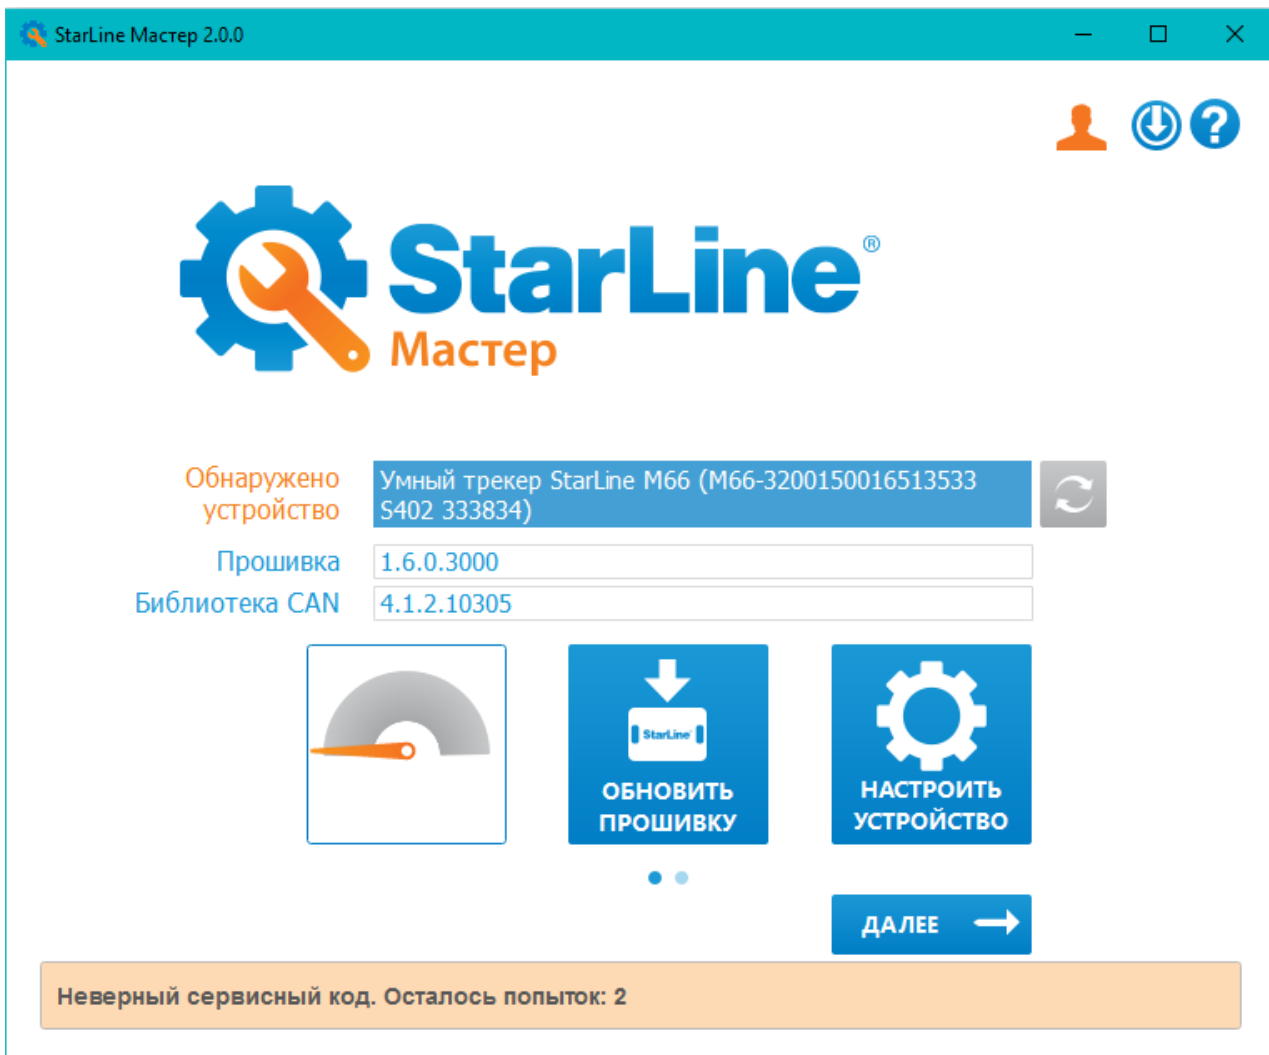 StarLine Мастер 2.0.0
StarLine®
Мастер
Обнаружено
устройство
Умный трекер StarLine M66 (M66-3200150016513533
S402 333834)
Прошивка
1.6.0.3000
Библиотека CAN
4.1.2.10305
StarLine
ОБНОВИТЬ
ПРОШИВКУ
НАСТРОИТЬ
УСТРОЙСТВО
ДАЛЕЕ
Неверный сервисный код. Осталось попыток: 2